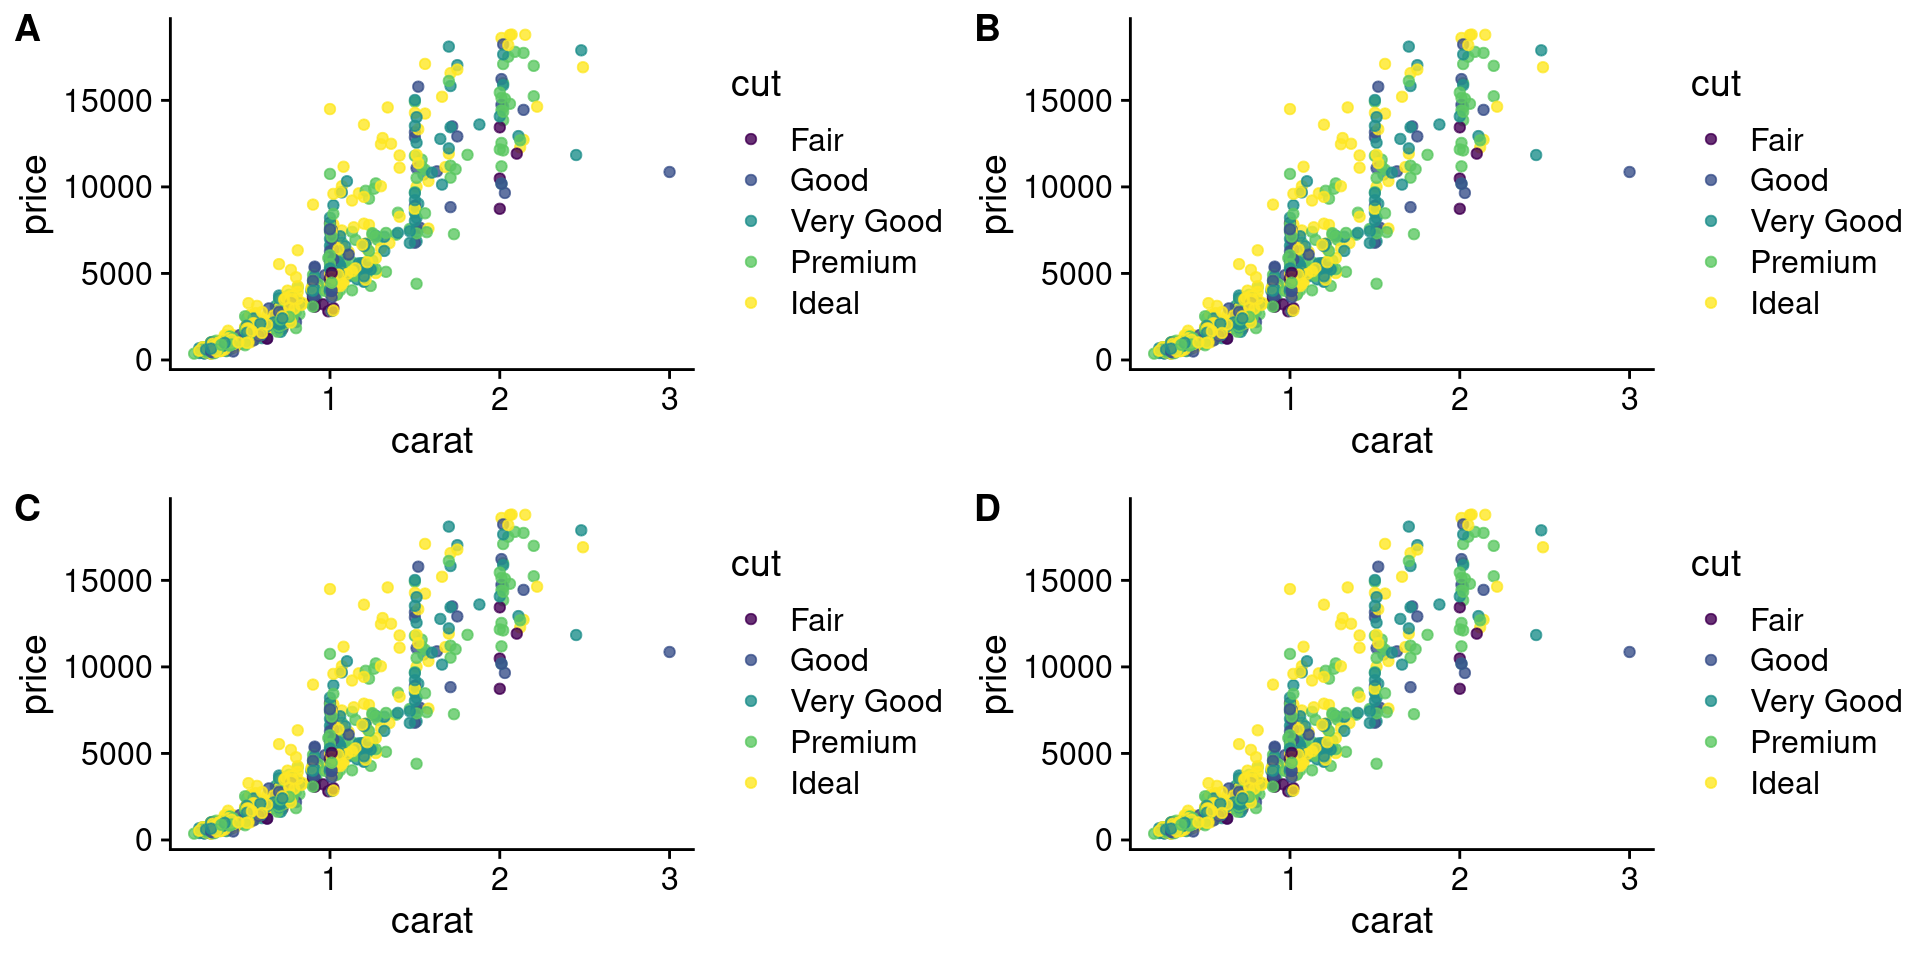 A
price
15000
10000
5000
0
1 2 3
carat
cut
Fair
Good
Very Good
Premium
Ideal
B
price
15000
10000
5000
0
1 2 3
carat
cut
Fair
Good
Very Good
Premium
Ideal
C
price
15000
10000
5000
0
1 2 3
carat
cut
Fair
Good
Very Good
Premium
Ideal
D
price
15000
10000
5000
0
1 2 3
carat
cut
Fair
Good
Very Good
Premium
Ideal